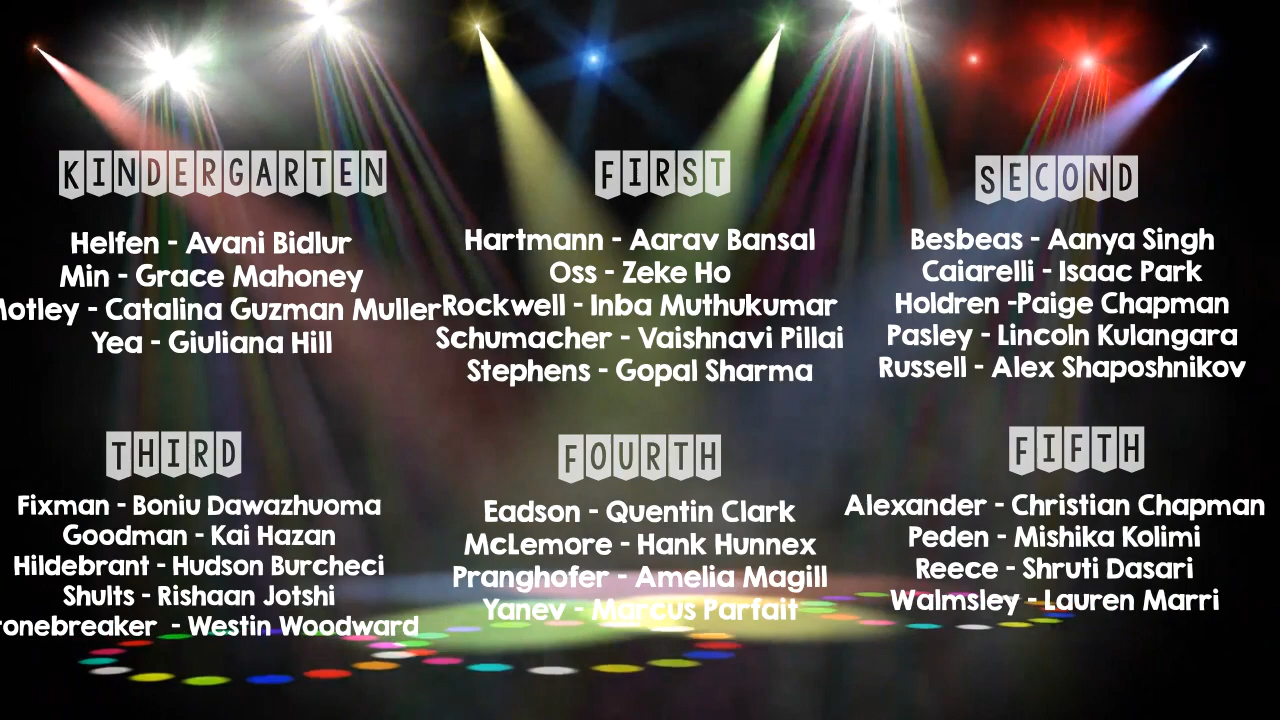 KINDERGARTEN
Helfen - Avani Bidlur
Min - Grace Mahoney
Motley - Catalina Guzman Muller
Yea - Giuliana Hill
FIRST
Hartmann - Aarav Bansal
Oss - Zeke Ho
Rockwell - Inba Muthukumar
Schumacher - Vaishnavi Pillai
Stephens - Gopal Sharma
SECOND
Besbeas - Aanya Singh
Caiarelli - Isaac Park
Holdren -Paige Chapman
Pasley - Lincoln Kulangara
Russell - Alex Shaposhnikov
THIRD
Fixman - Boniu Dawazhuoma
Goodman - Kai Hazan
Hildebrant - Hudson Burcheci
Shults - Rishaan Jotshi
onebreaker - Westin Woodward
FOURTH
Eadson - Quentin Clark
McLemore - Hank Hunnex
Pranghofer - Amelia Magill
Yanev - Marcus Parfait
FIFTH
Alexander - Christian Chapman
Peden - Mishika Kolimi
Reece - Shruti Dasari
Walmsley - Lauren Marri